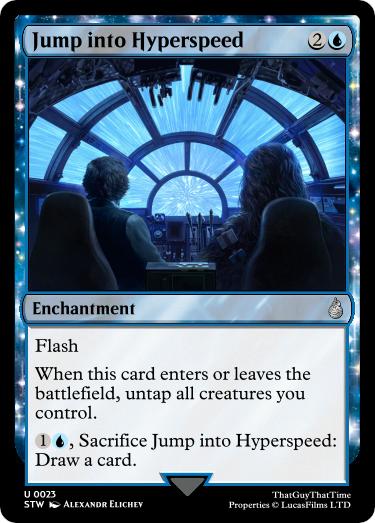 Jump into Hyperspeed 2
Enchantment
Flash
When this card enters or leaves the
battlefield, untap all creatures you
control.
1 , Sacrifice Jump into Hyperspeed:
Draw a card.
U 0023
STW Alexandr Elichev
ThatGuyThatTime
Properties © LucasFilms LTD